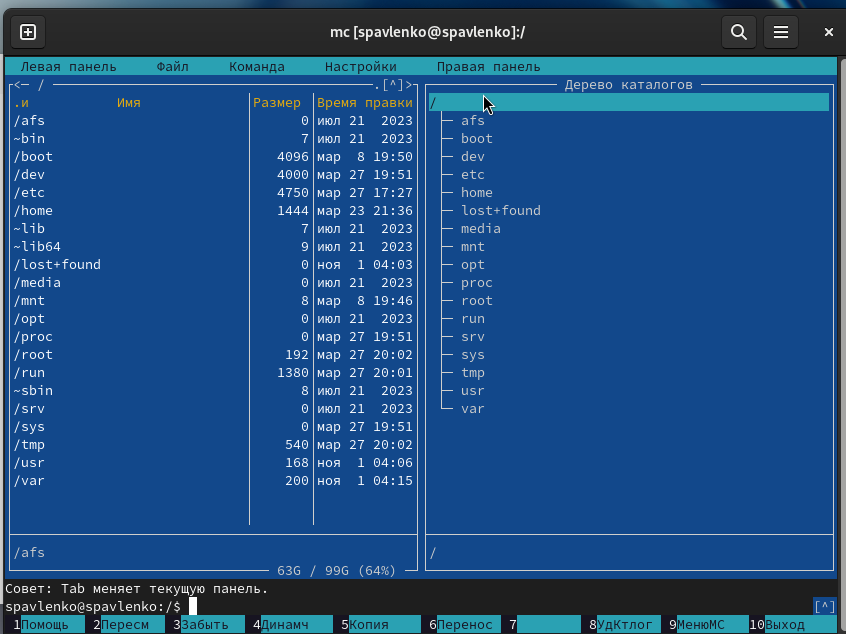 mc [spavlenko@spavlenko]:/
Левая панель Файл Команда Настройки Правая панель
<─ / .[^]>
.и Имя Размер Время правки
/afs 0 июл 21 2023
~bin 7 июл 21 2023
/boot 4096 мар 8 19:50
/dev 4000 мар 27 19:51
/etc 4750 мар 27 17:27
/home 1444 мар 23 21:36
~lib 7 июл 21 2023
~lib64 9 июл 21 2023
/lost+found 0 ноя 1 04:03
/media 0 июл 21 2023
/mnt 8 мар 8 19:46
/opt 0 июл 21 2023
/proc 0 мар 27 19:51
/root 192 мар 27 20:02
/run 1380 мар 27 20:01
~sbin 8 июл 21 2023
/srv 0 июл 21 2023
/sys 0 мар 27 19:51
/tmp 540 мар 27 20:02
/usr 168 ноя 1 04:06
/var 200 ноя 1 04:15
/afs
63G / 99G (64%)
Дерево каталогов
/
afs
boot
dev
etc
home
lost+found
media
mnt
opt
proc
root
run
srv
sys
tmp
usr
var
/
Совет: Tab меняет текущую панель.
spavlenko@spavlenko:/$ [^]
1Помощь 2Пересм 3Забыть 4Динамч 5Копия 6Перенос 7 8УдКтлог 9МенюМС 10Выход